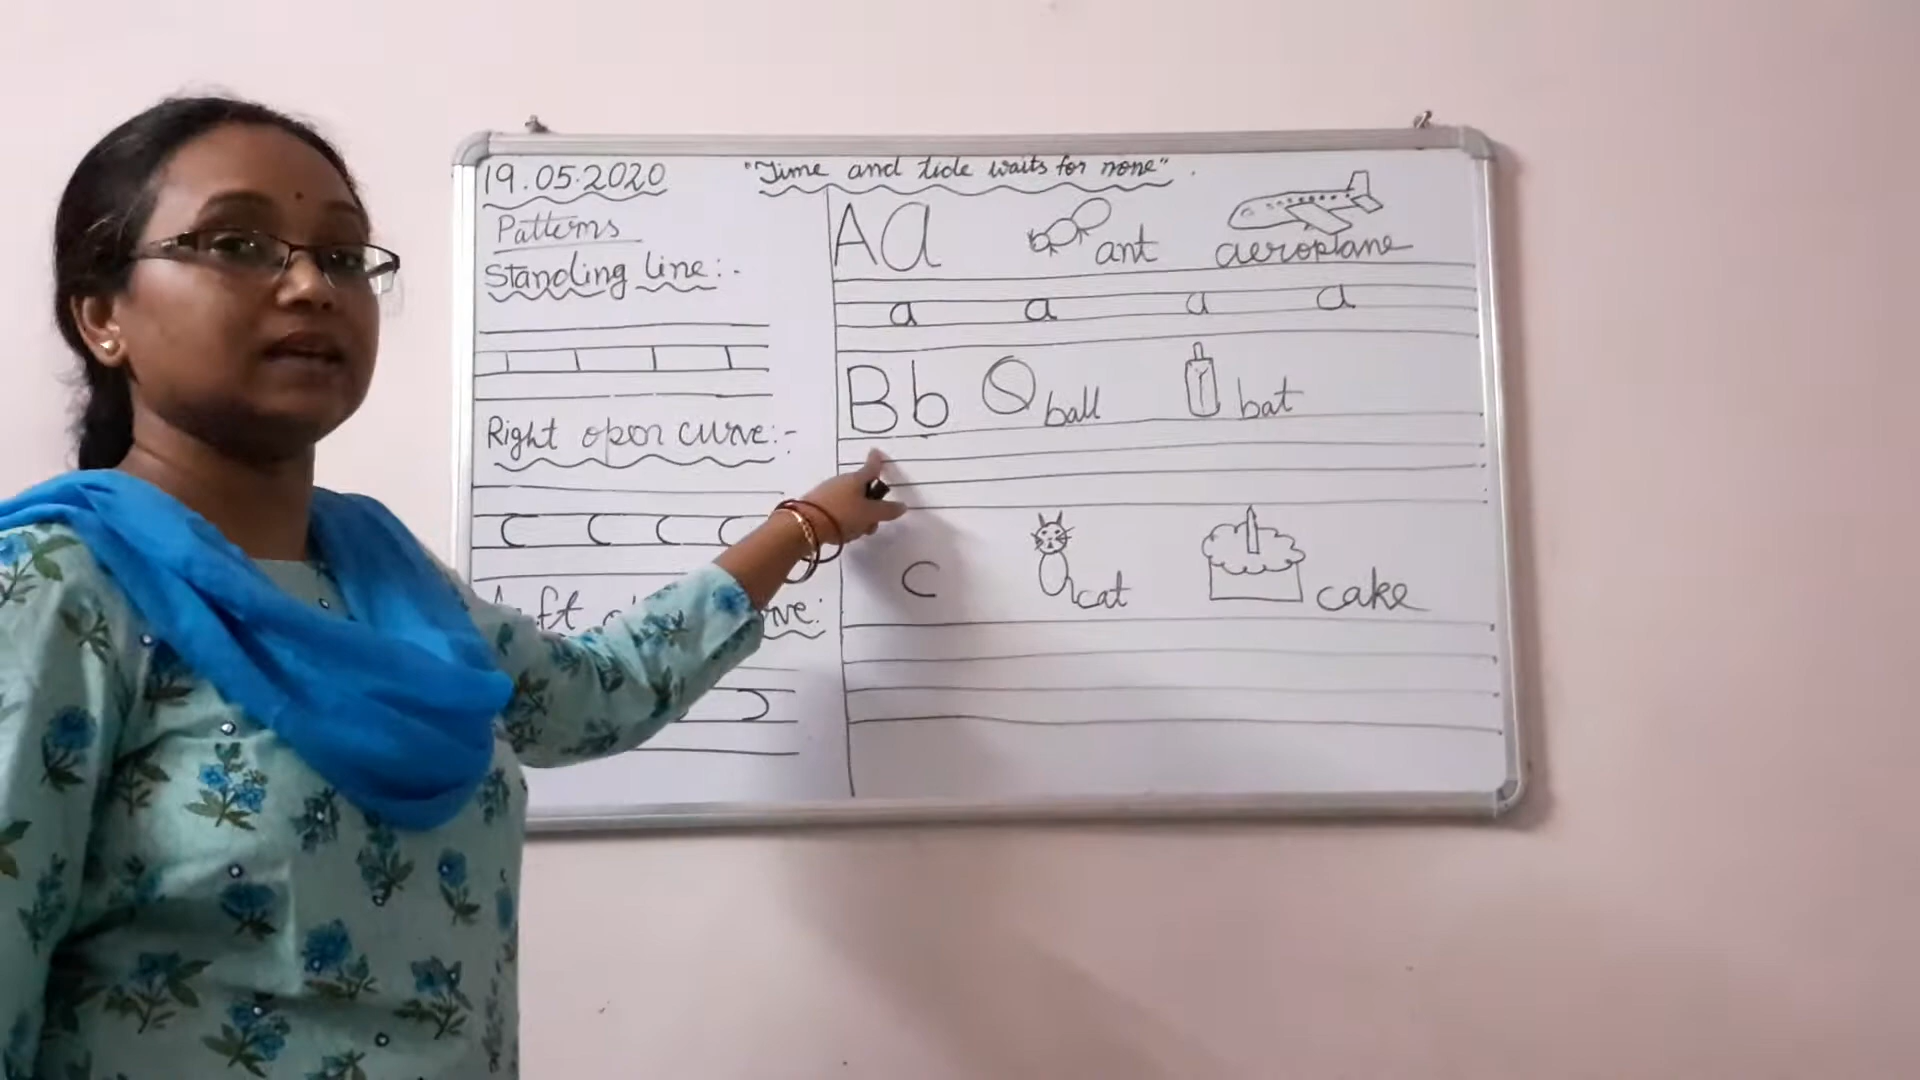 19.05.2020
"Time and tide waits for none".
Patterns
Standing line:-
Right open curve:-
C C C C
Aa ant aeroplane
a a a a
Bb ball bat
c cat cake